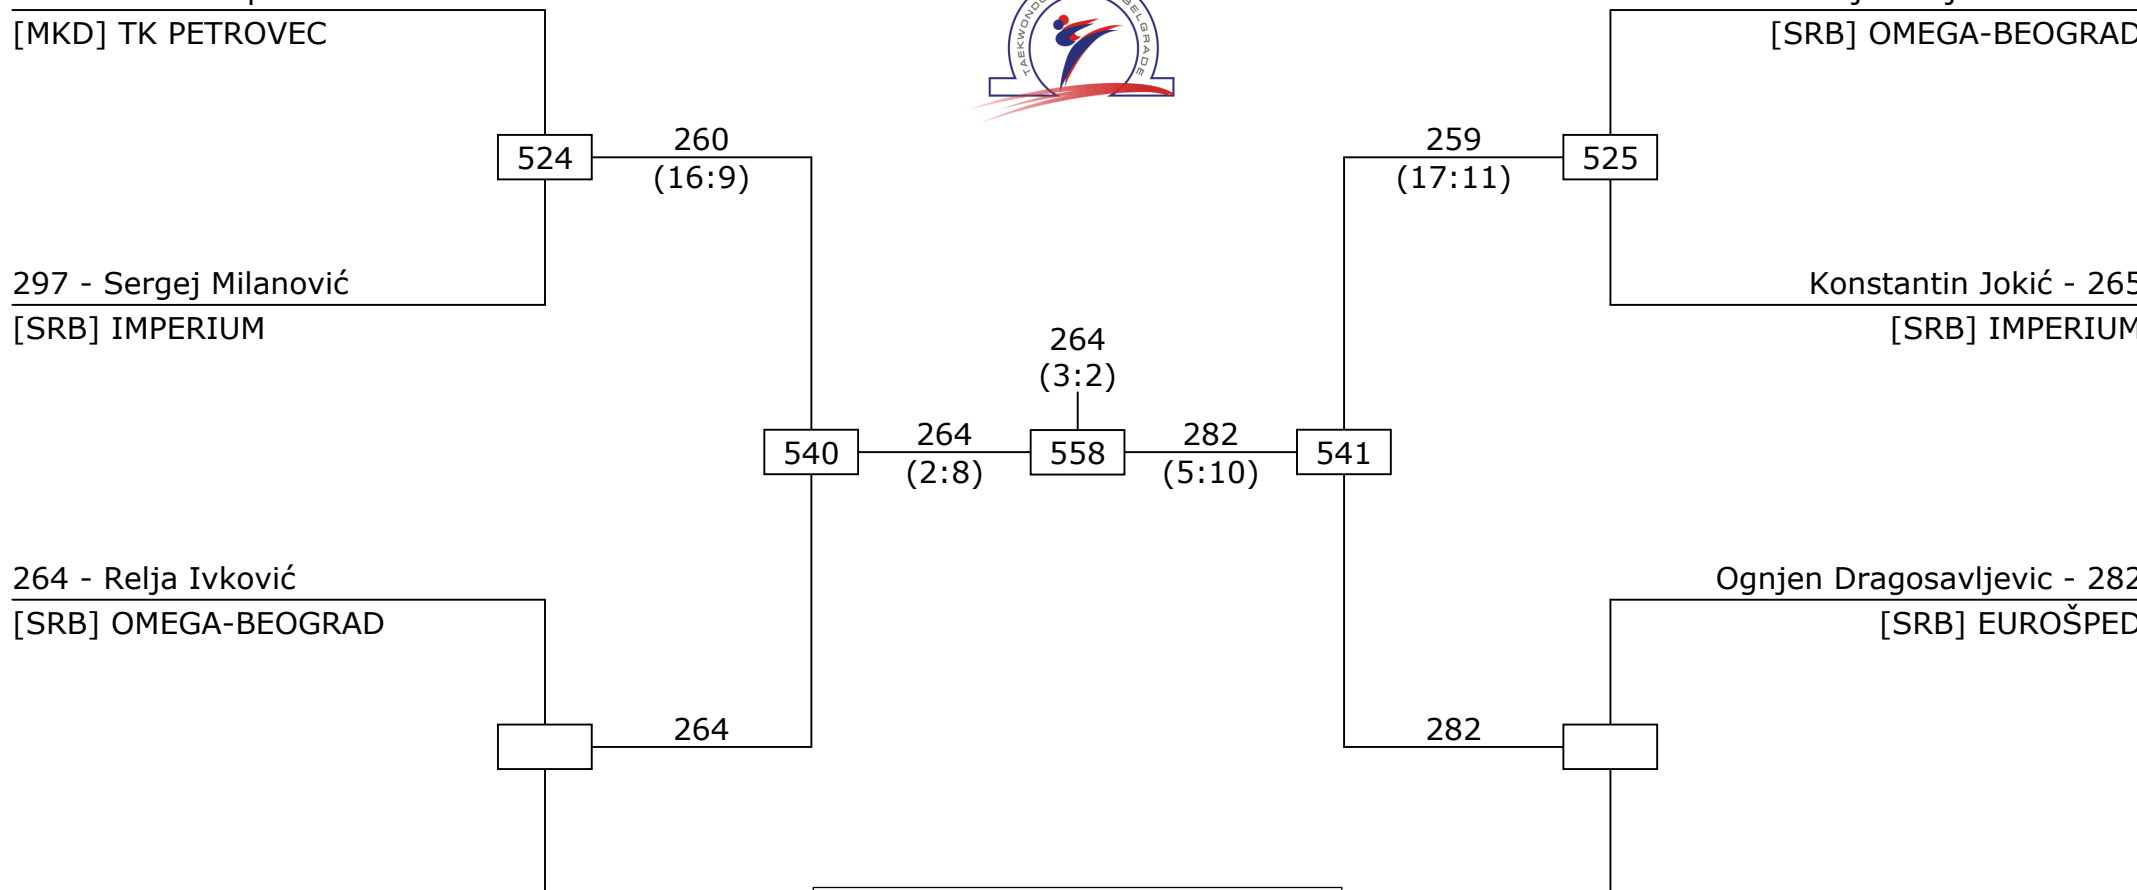 [MKD] TK PETROVEC
[SRB] OMEGA-BEOGRAD
TAEKWONDO
BELGRADE
524
260
(16:9)
259
(17:11)
525
297 - Sergej Milanović
[SRB] IMPERIUM
Konstantin Jokić - 265
[SRB] IMPERIUM
264
(3:2)
540
264
(2:8)
558
282
(5:10)
541
264 - Relja Ivković
[SRB] OMEGA-BEOGRAD
Ognjen Dragosavljevic - 282
[SRB] EUROŠPED
264
282